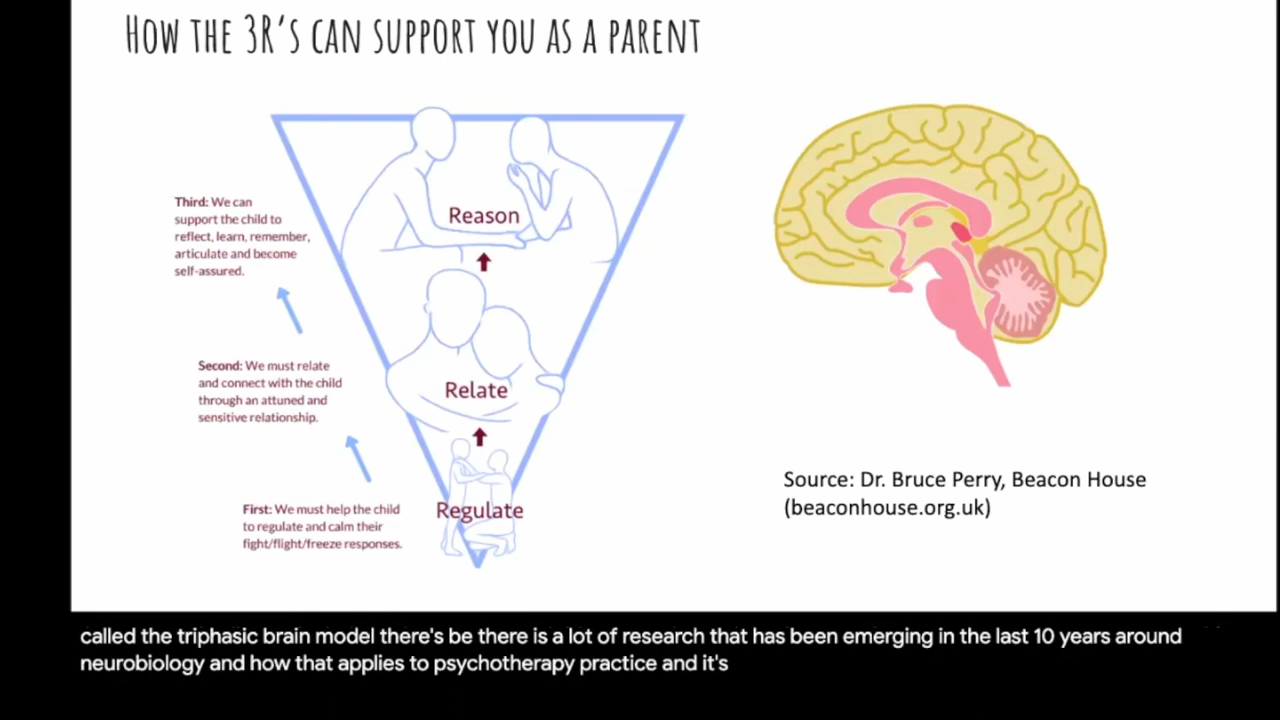 How the 3R's can support you as a parent
Third: We can
support the child to
reflect, learn, remember,
articulate and become
self-assured.
Reason
Second: We must relate
and connect with the child
through an attuned and
sensitive relationship.
Relate
First: We must help the child
to regulate and calm their
fight/flight/freeze responses.
Regulate
Source: Dr. Bruce Perry, Beacon House
(beaconhouse.org.uk)
called the triphasic brain model there's be there is a lot of research that has been emerging in the last 10 years around
neurobiology and how that applies to psychotherapy practice and it's